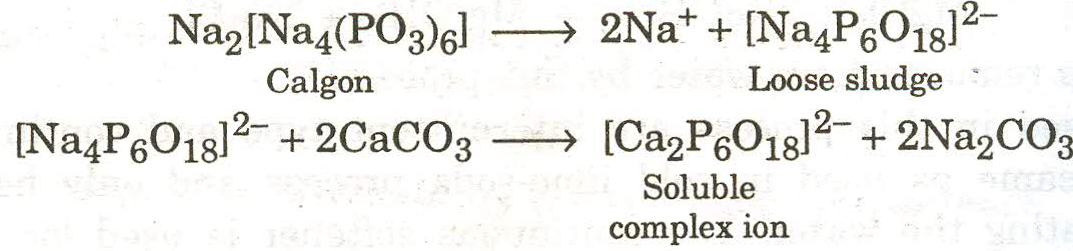 Na₂[Na₄(PO₃)₆] ⟶ 2Na⁺ + [Na₄P₆O₁₈]²⁻
Calgon Loose sludge
[Na₄P₆O₁₈]²⁻ + 2CaCO₃ ⟶ [Ca₂P₆O₁₈]²⁻ + 2Na₂CO₃
Soluble
complex ion